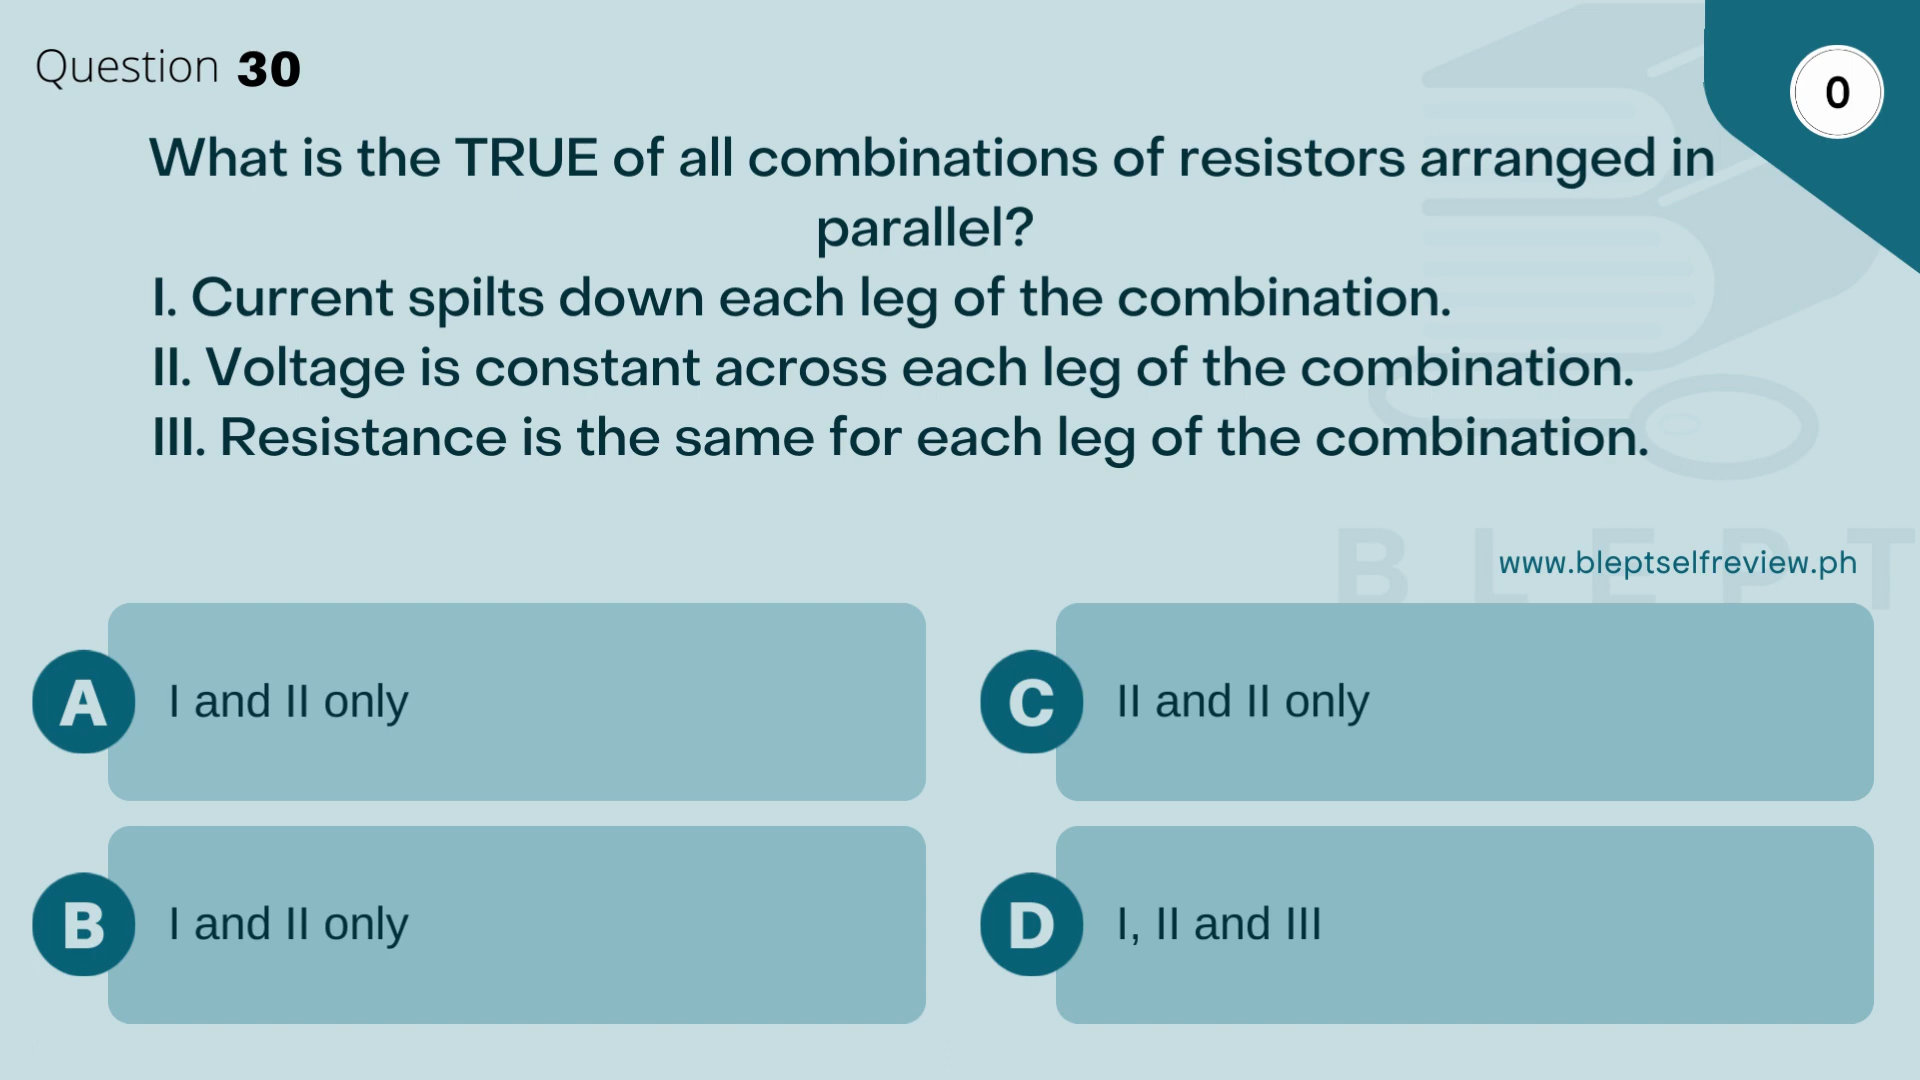 Question 30
0
What is the TRUE of all combinations of resistors arranged in
parallel?
I. Current spilts down each leg of the combination.
II. Voltage is constant across each leg of the combination.
III. Resistance is the same for each leg of the combination.
BLEPT
www.bleptselfreview.ph
A I and II only
C II and II only
B I and II only
D I, II and III